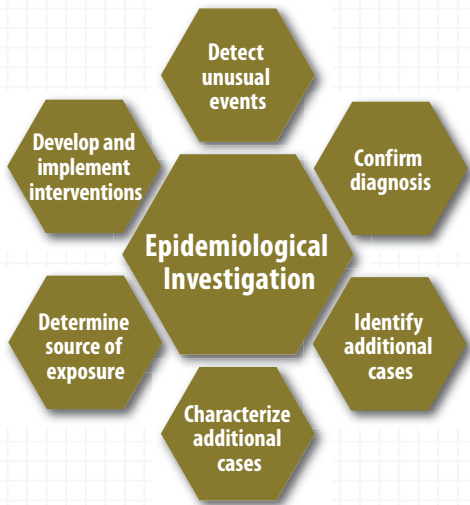 Detect
unusual
events
Confirm
diagnosis
Identify
additional
cases
Characterize
additional
cases
Determine
source of
exposure
Develop and
implement
interventions
Epidemiological
Investigation